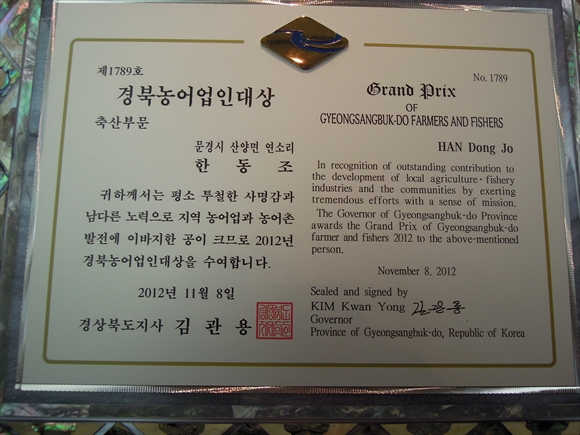 제1789호
경북농어업인대상
축산부문
문경시 산양면 연소리
한동조
귀하께서는 평소 투철한 사명감과
남다른 노력으로 지역 농어업과 농어촌
발전에 이바지한 공이 크므로 2012년
경북농어업인대상을 수여합니다.
2012년 11월 8일
경상북도지사 김관용
No. 1789
Grand Prix
OF
GYEONGSANGBUK-DO FARMERS AND FISHERS
HAN Dong Jo
In recognition of outstanding contribution to
the development of local agriculture · fishery
industries and the communities by exerting
tremendous efforts with a sense of mission.
The Governor of Gyeongsangbuk-do Province
awards the Grand Prix of Gyeongsangbuk-do
farmer and fishers 2012 to the above-mentioned
person.
November 8, 2012
Sealed and signed by
KIM Kwan Yong 김관용
Governor
Province of Gyeongsangbuk-do, Republic of Korea